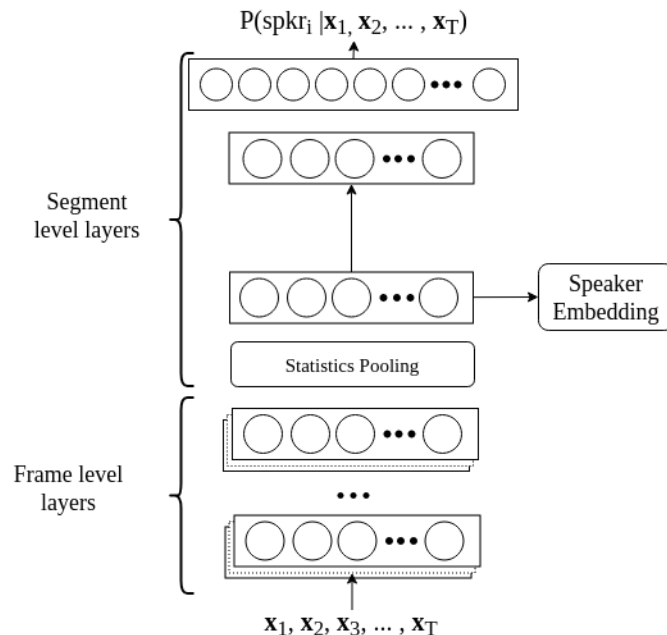 P(spkr_i |x_1, x_2, ... , x_T)
Segment
level layers
Speaker
Embedding
Statistics Pooling
Frame level
layers
x_1, x_2, x_3, ... , x_T